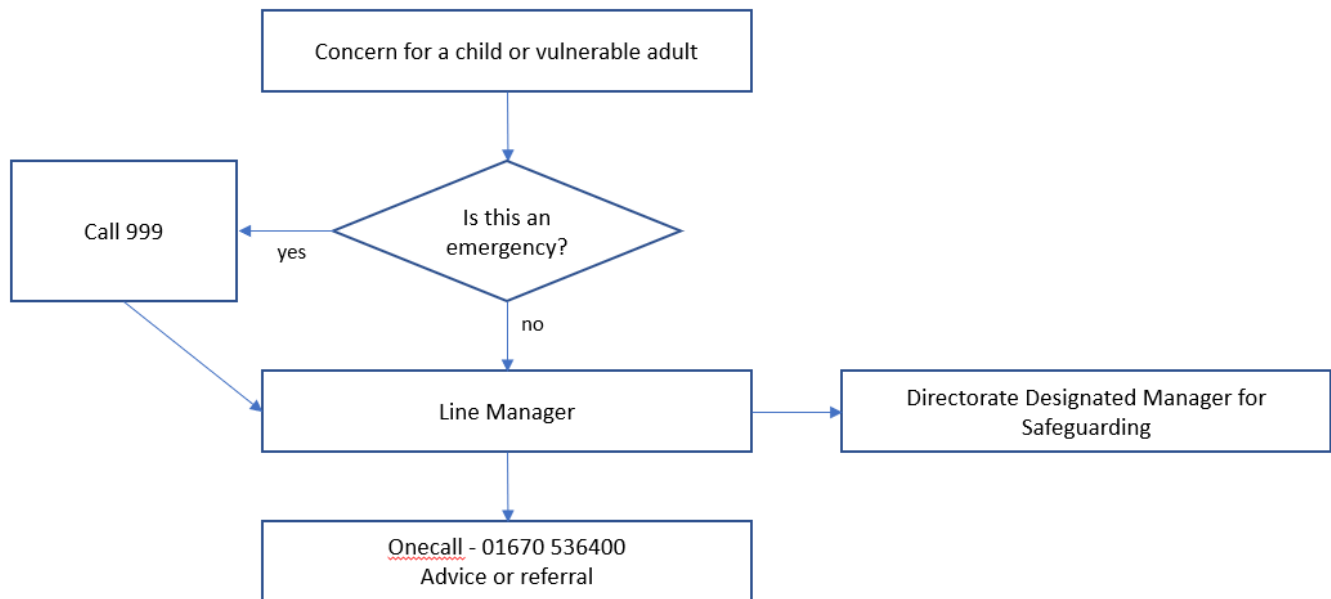 Concern for a child or vulnerable adult
Is this an
emergency?
Call 999
yes
no
Line Manager
Directorate Designated Manager for
Safeguarding
Onecall - 01670 536400
Advice or referral